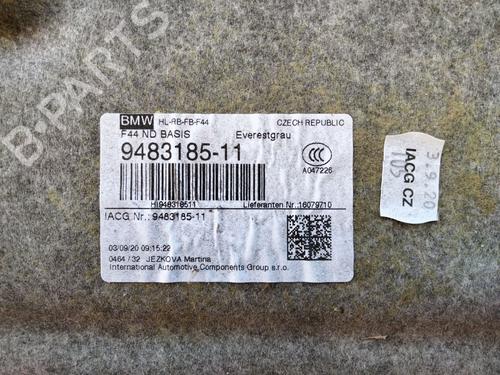 BMW HL-RB-FB-F44 CZECH REPUBLIC
F44 ND BASIS Everestgrau
9483185-11
CCC
A047226
HI948318511 Lieferanten Nr.:16079710
IACG Nr.: 9483185-11
03/09/20 09:15:22
0464 / 32 JEZKOVA Martina
International Automotive Components Group s.r.o.
3.9.20
IACG CZ
103
B-PARTS